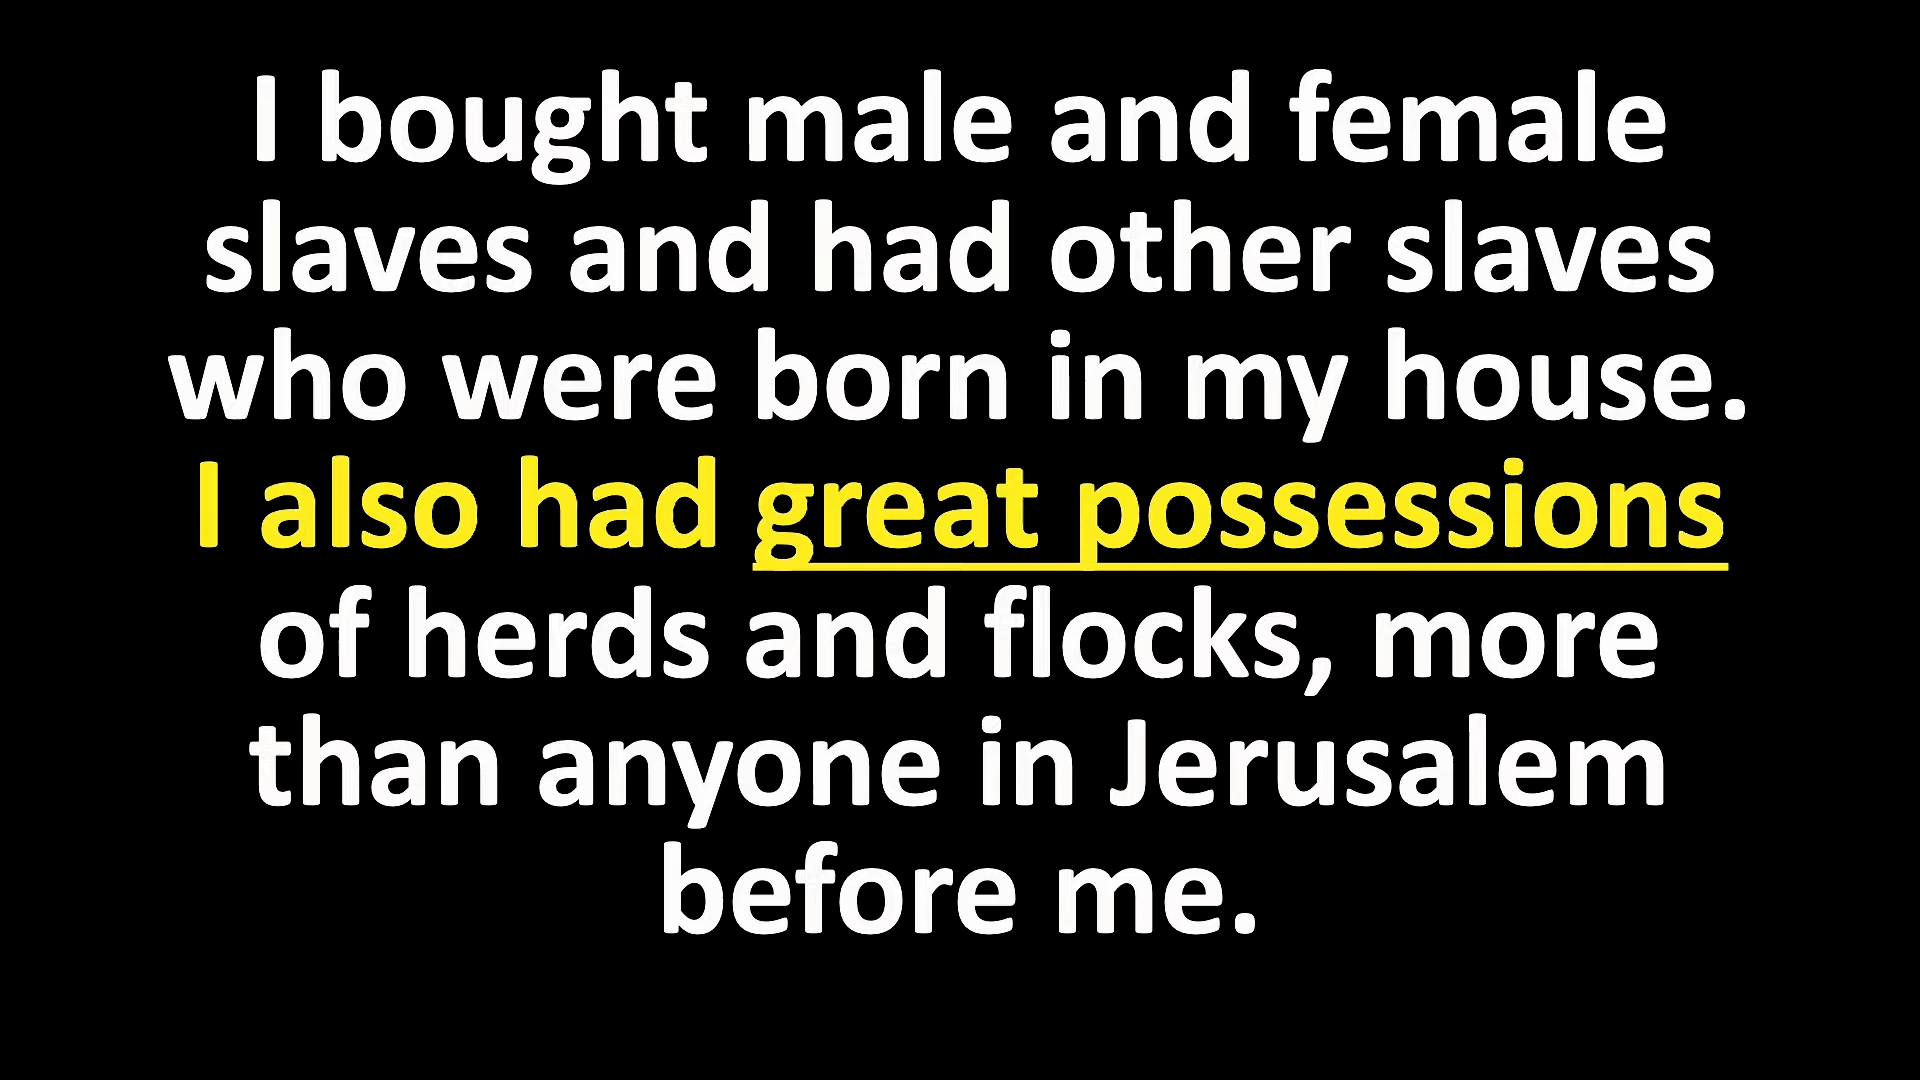 I bought male and female
slaves and had other slaves
who were born in my house.
I also had great possessions
of herds and flocks, more
than anyone in Jerusalem
before me.